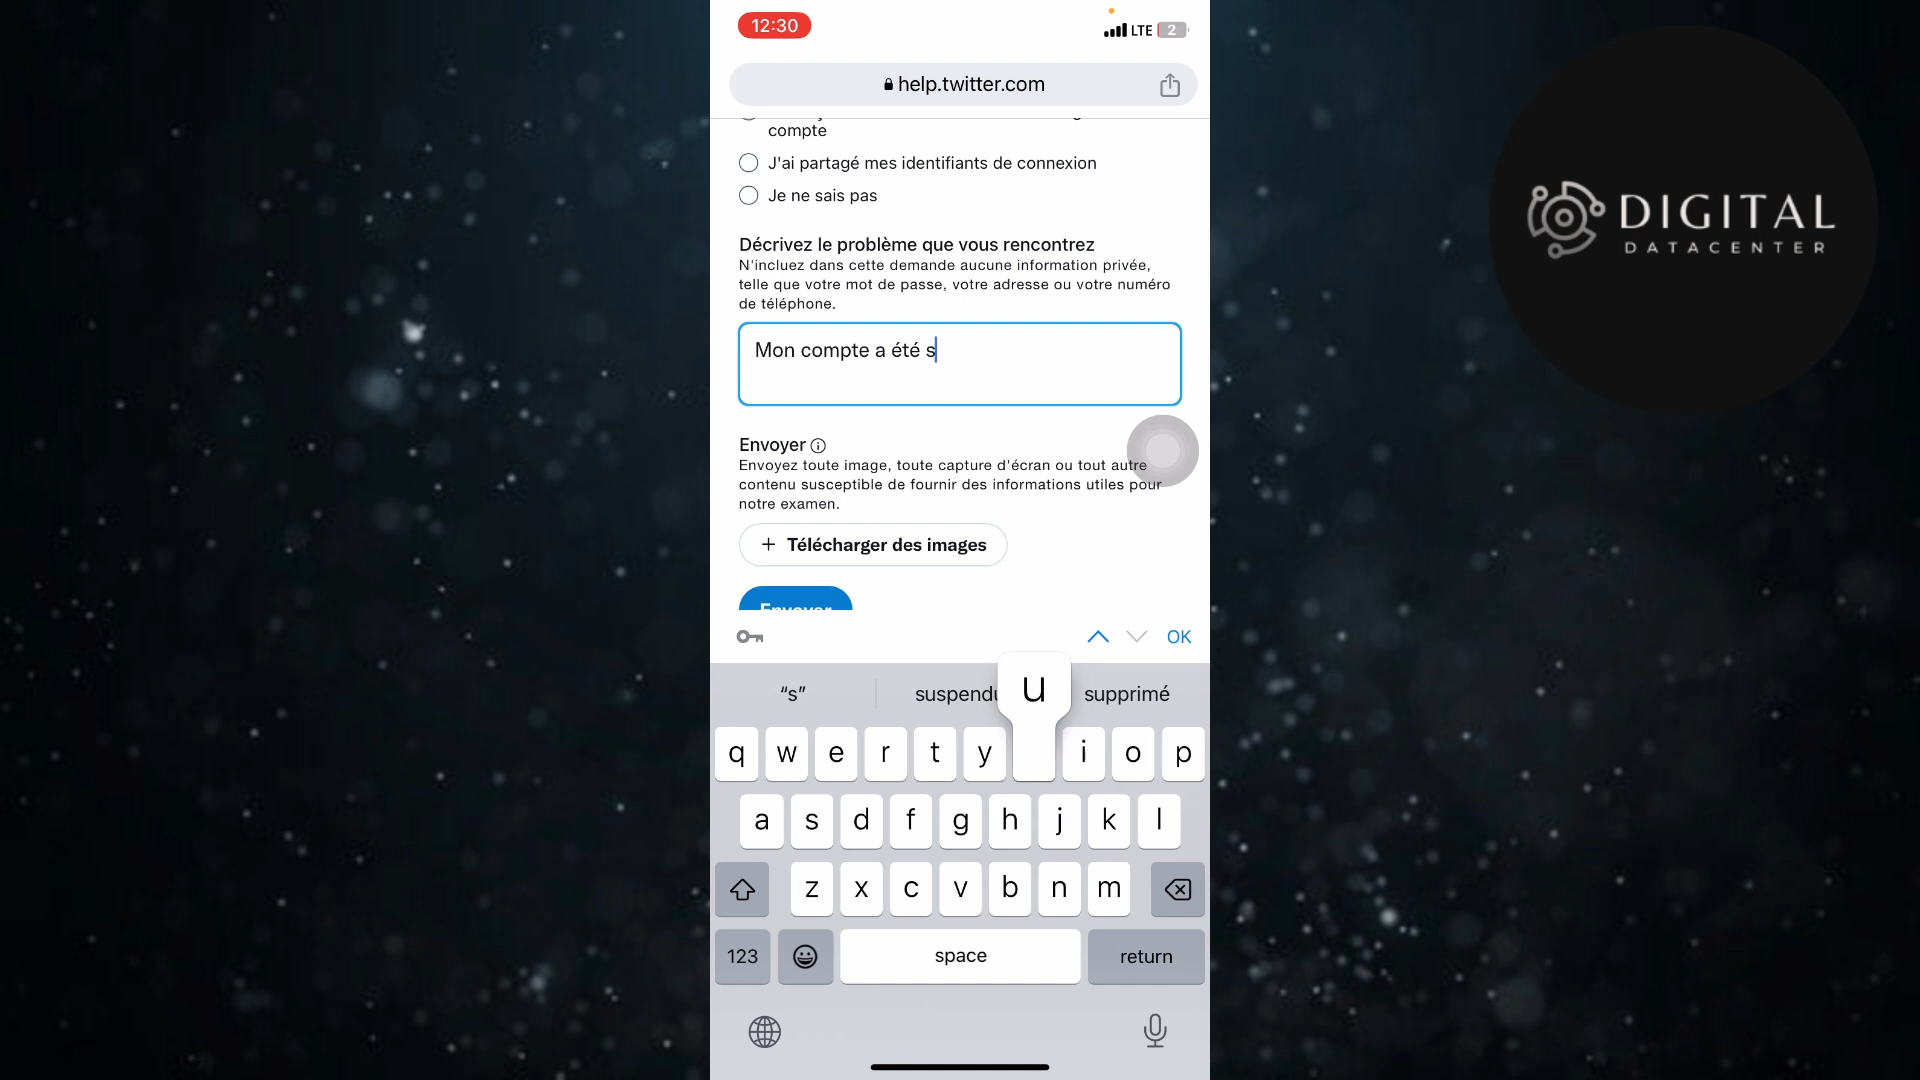 12:30
LTE 2
help.twitter.com
compte
J'ai partagé mes identifiants de connexion
Je ne sais pas
Décrivez le problème que vous rencontrez
N'incluez dans cette demande aucune information privée,
telle que votre mot de passe, votre adresse ou votre numéro
de téléphone.
Mon compte a été s
Envoyer
Envoyez toute image, toute capture d'écran ou tout autre
contenu susceptible de fournir des informations utiles pour
notre examen.
+ Télécharger des images
Envoyer
OK
“s” suspendu supprimé
u
q w e r t y i o p
a s d f g h j k l
z x c v b n m
123 space return
DIGITAL
DATACENTER